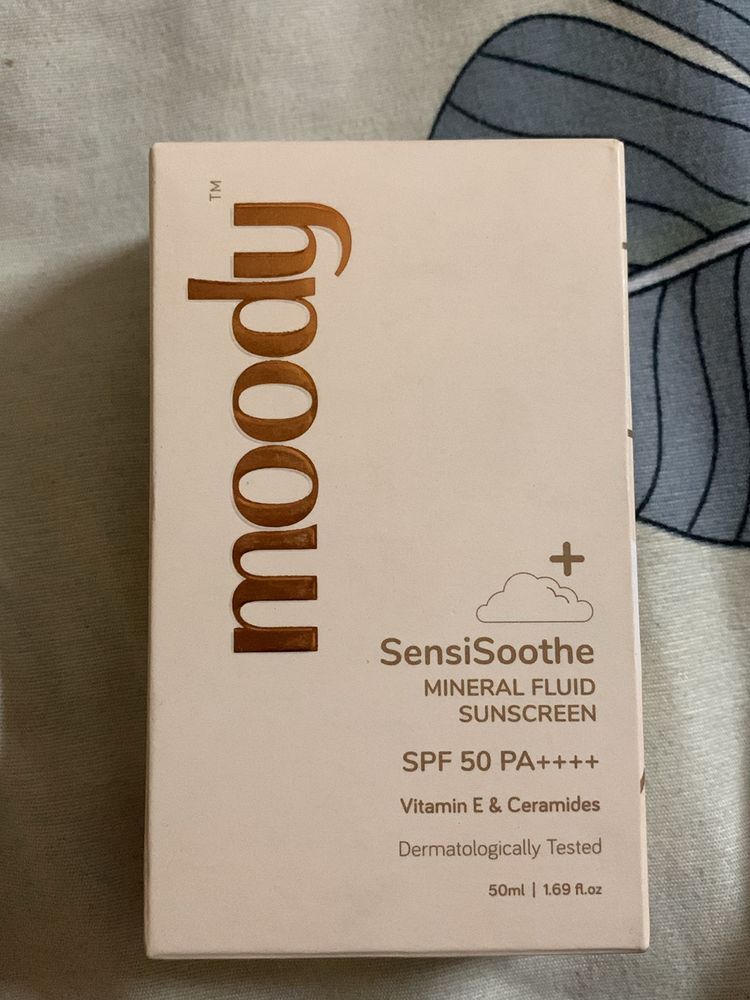 moody™
SensiSoothe
MINERAL FLUID
SUNSCREEN
SPF 50 PA++++
Vitamin E & Ceramides
Dermatologically Tested
50ml | 1.69 fl.oz